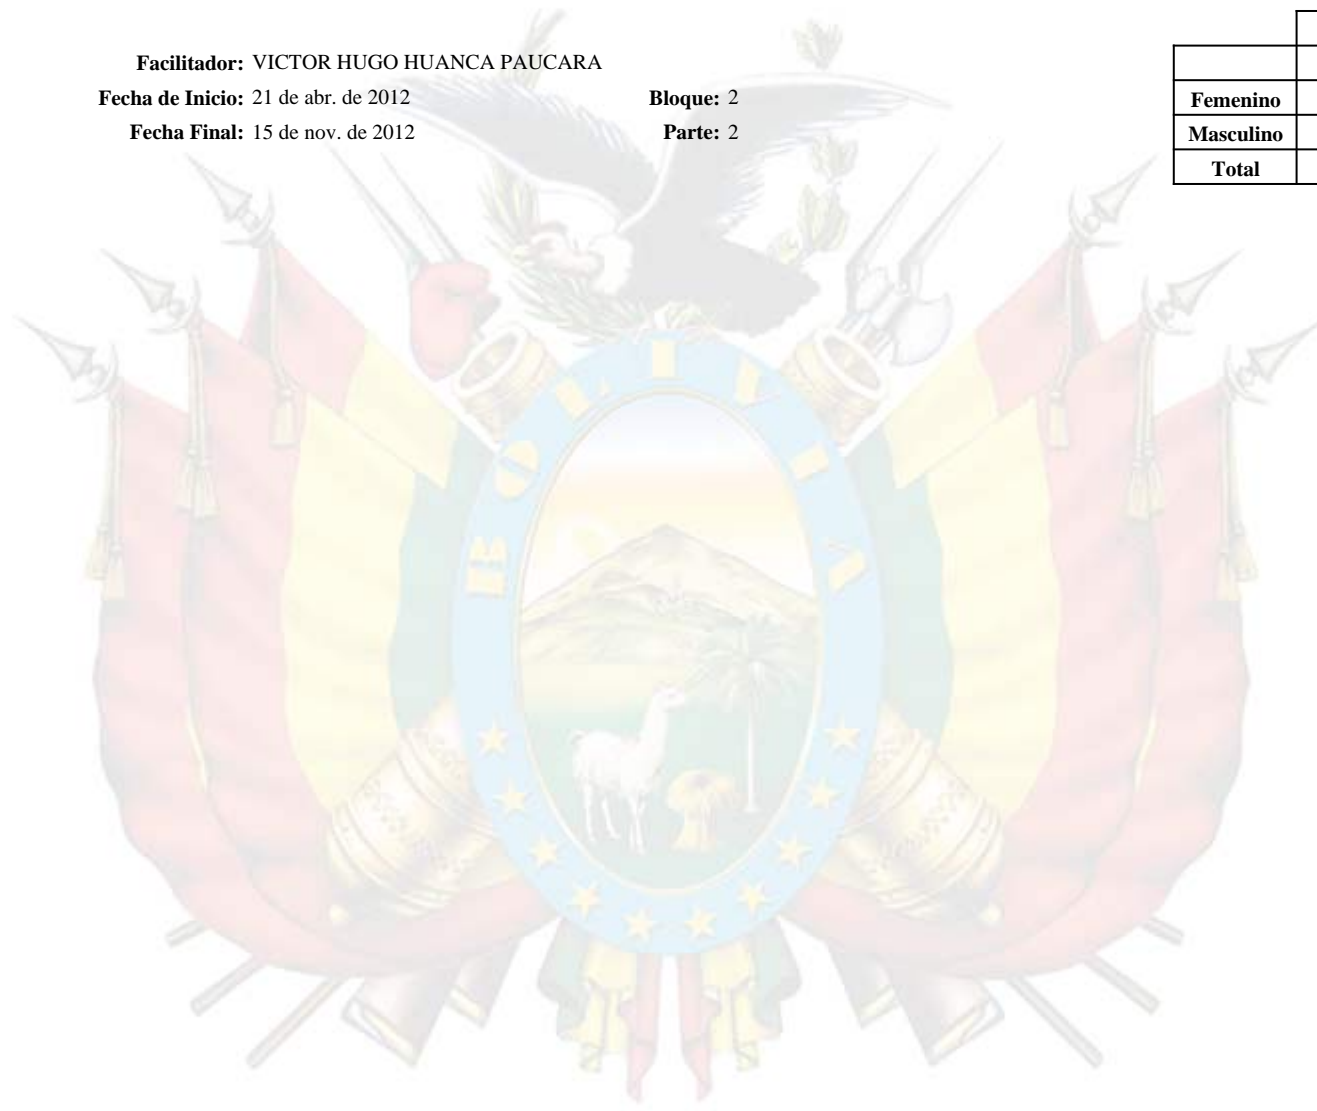 Facilitador: VICTOR HUGO HUANCA PAUCARA
Fecha de Inicio: 21 de abr. de 2012 Bloque: 2
Fecha Final: 15 de nov. de 2012 Parte: 2
Femenino
Masculino
Total
BOLIVIA